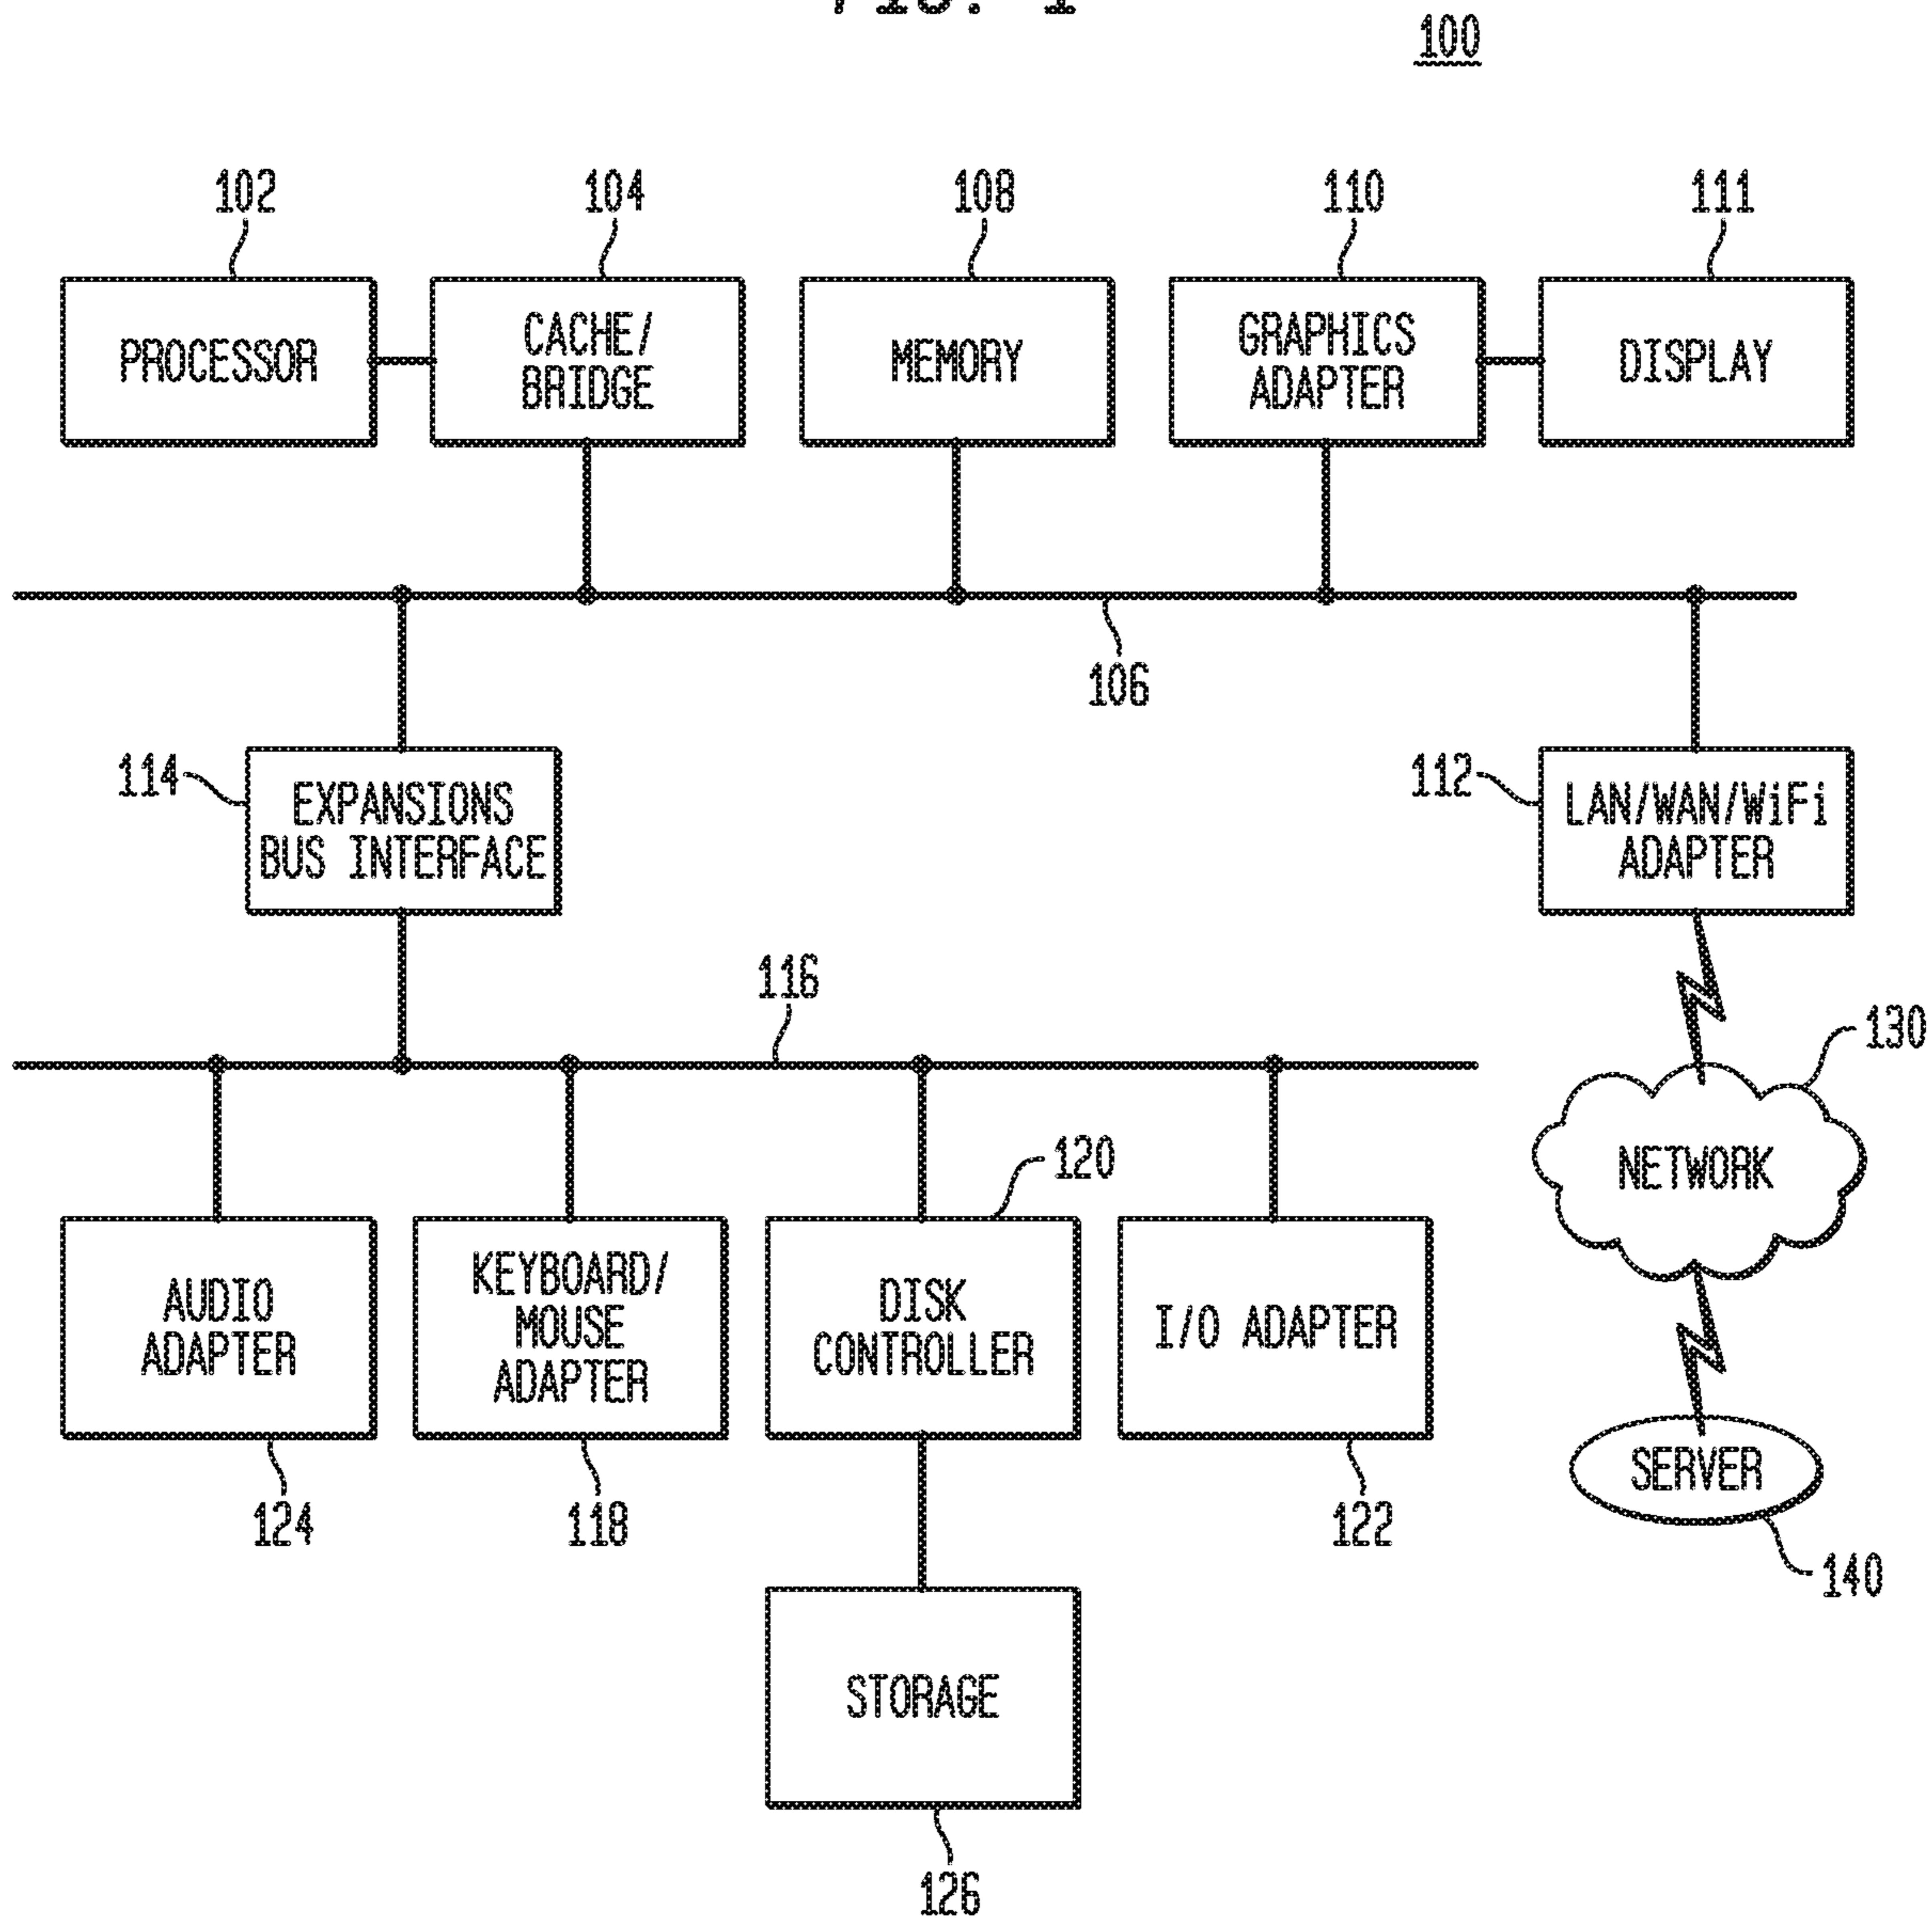 FIG. 1
100
102
104
108
110
111
PROCESSOR
CACHE/
BRIDGE
MEMORY
GRAPHICS
ADAPTER
DISPLAY
106
114
EXPANSIONS
BUS INTERFACE
112
LAN/WAN/WiFi
ADAPTER
116
130
NETWORK
120
AUDIO
ADAPTER
KEYBOARD/
MOUSE
ADAPTER
DISK
CONTROLLER
I/O ADAPTER
SERVER
124
118
122
140
STORAGE
126